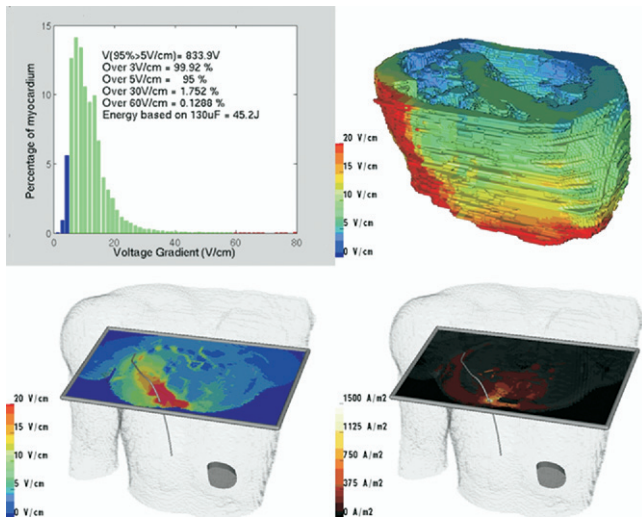 15
10
5
0
Percentage of myocardium
V(95%>5V/cm)= 833.9V
Over 3V/cm= 99.92 %
Over 5V/cm=   95 %
Over 30V/cm= 1.752 %
Over 60V/cm= 0.1288 %
Energy based on 130uF = 45.2J
0 20 40 60 80
Voltage Gradient (V/cm)
20 V/cm
15 V/cm
10 V/cm
5 V/cm
0 V/cm
20 V/cm
15 V/cm
10 V/cm
5 V/cm
0 V/cm
1500 A/m2
1125 A/m2
750 A/m2
375 A/m2
0 A/m2